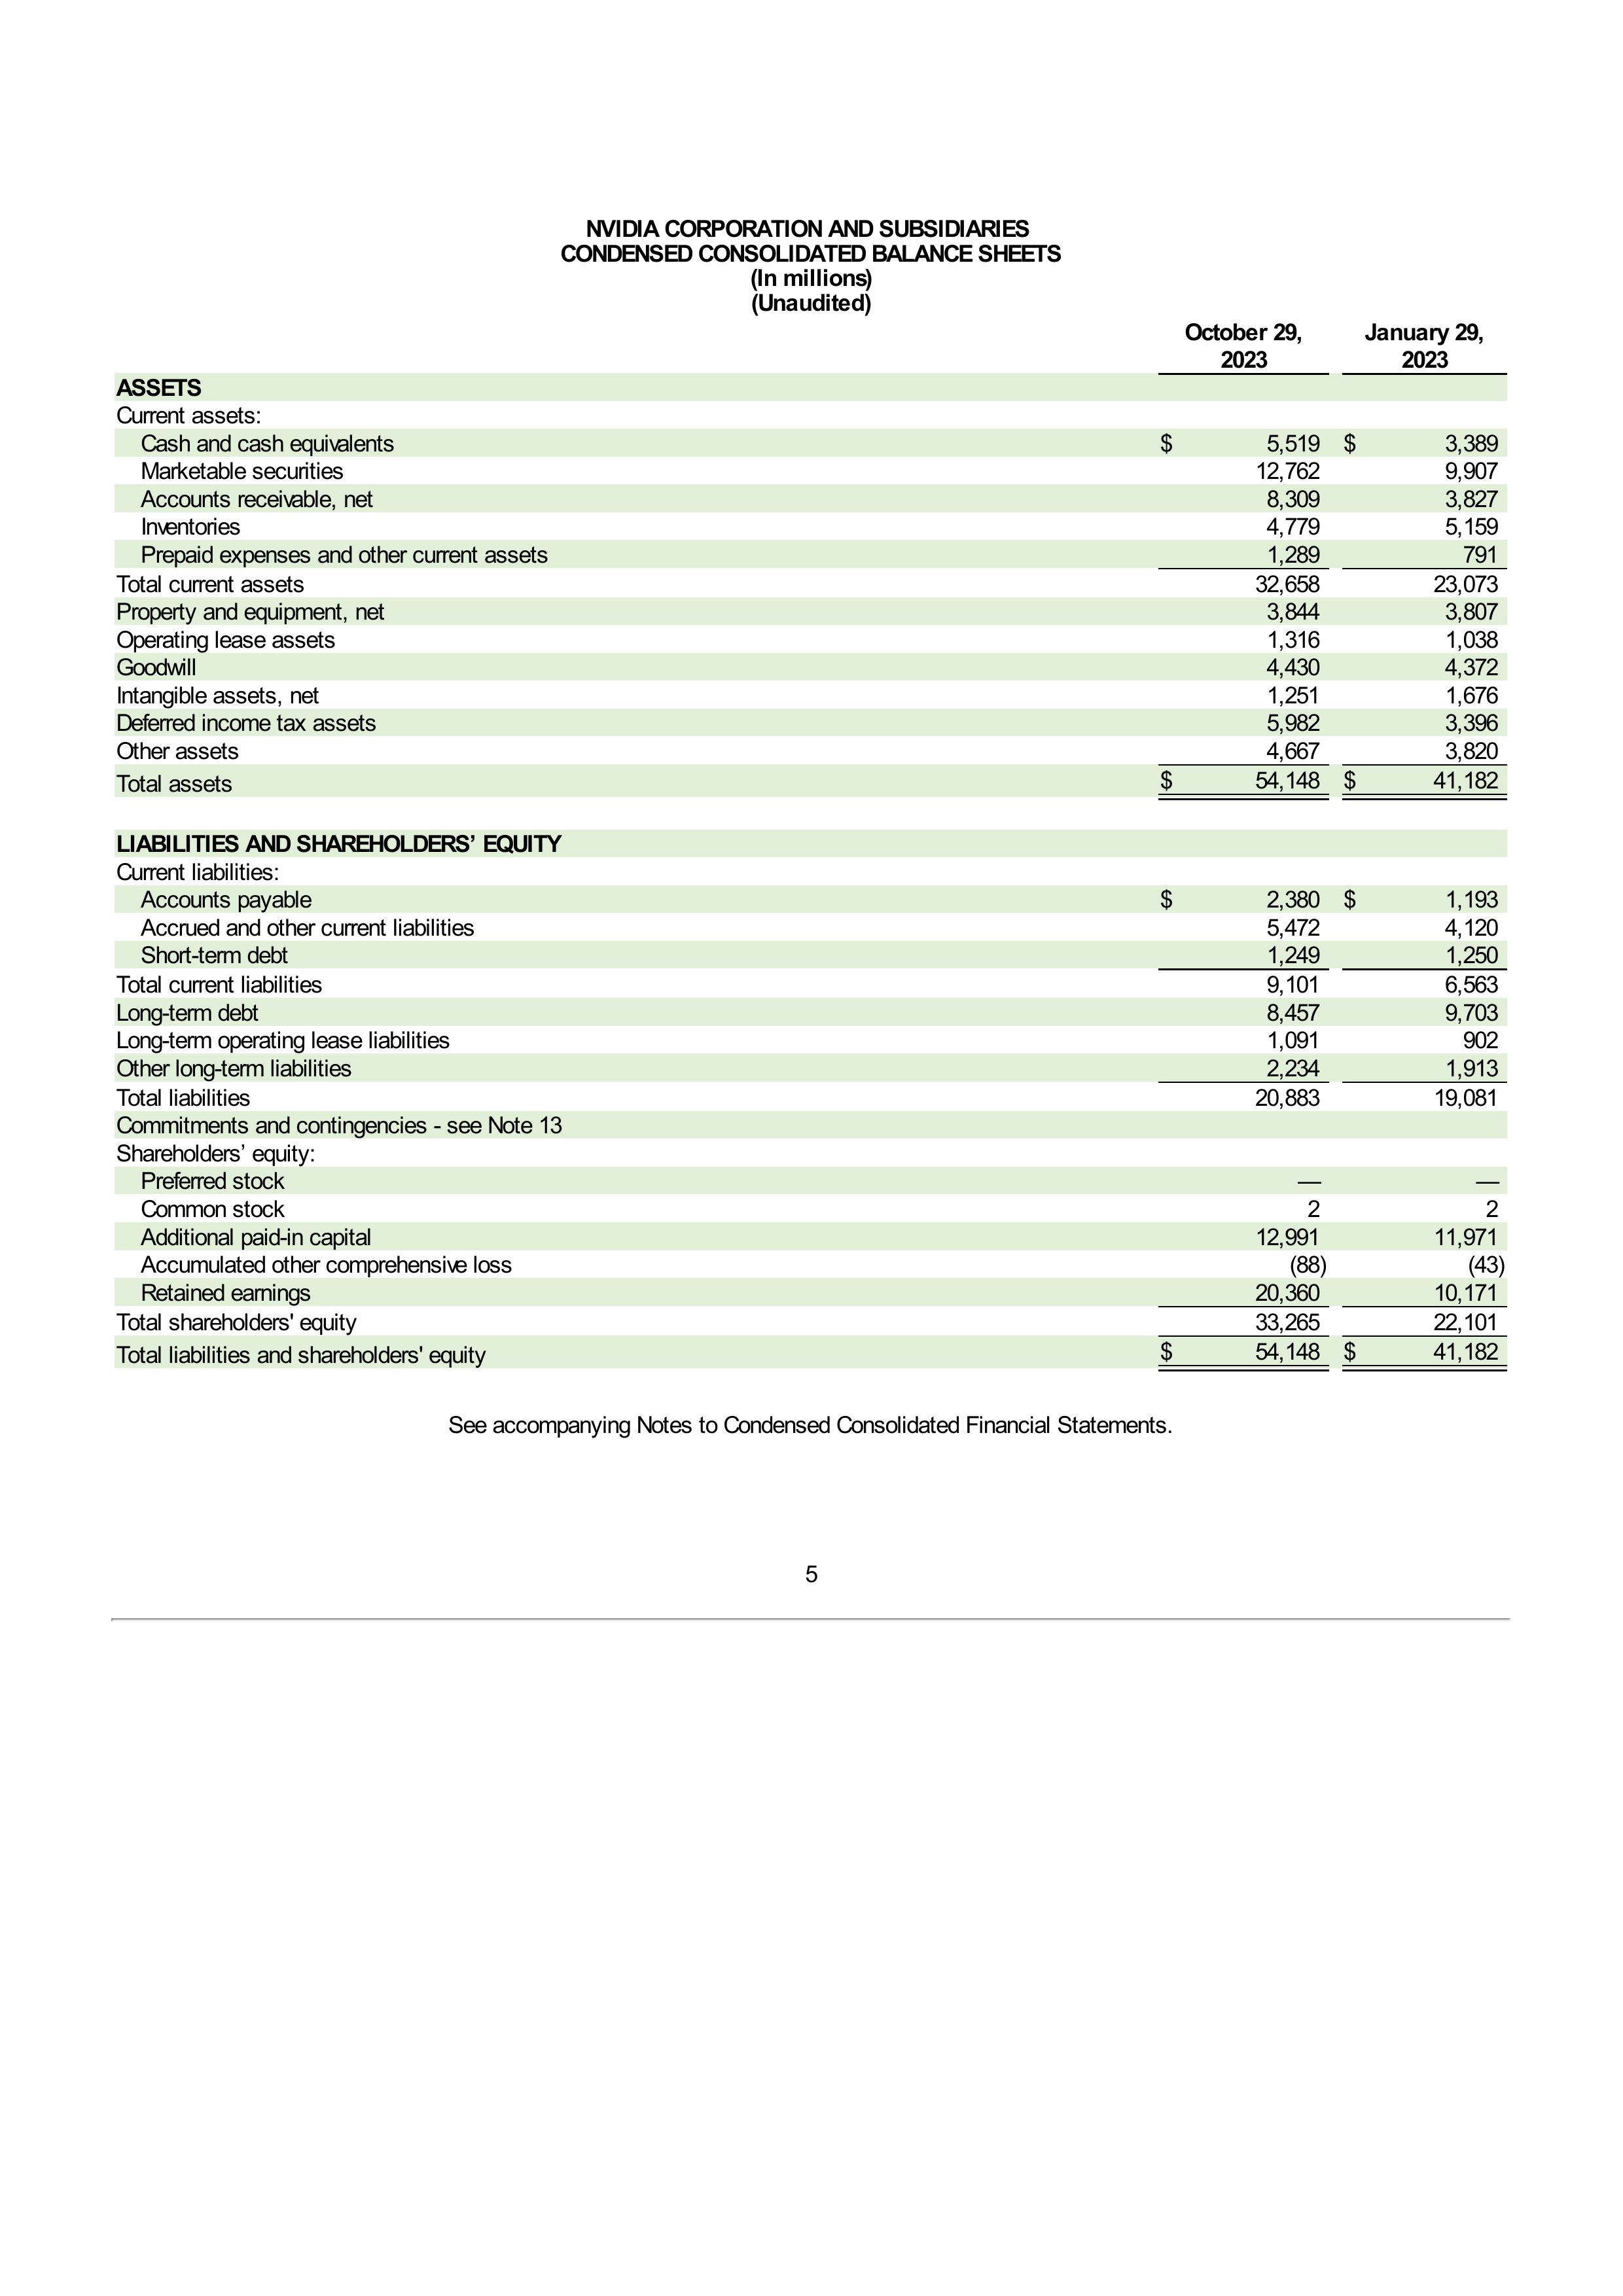 NVIDIA CORPORATION AND SUBSIDIARIES
CONDENSED CONSOLIDATED BALANCE SHEETS
(In millions)
(Unaudited)
October 29, January 29,
2023 2023
ASSETS
Current assets:
Cash and cash equivalents $ 5,519 $ 3,389
Marketable securities 12,762 9,907
Accounts receivable, net 8,309 3,827
Inventories 4,779 5,159
Prepaid expenses and other current assets 1,289 791
Total current assets 32,658 23,073
Property and equipment, net 3,844 3,807
Operating lease assets 1,316 1,038
Goodwill 4,430 4,372
Intangible assets, net 1,251 1,676
Deferred income tax assets 5,982 3,396
Other assets 4,667 3,820
Total assets $ 54,148 $ 41,182
LIABILITIES AND SHAREHOLDERS’ EQUITY
Current liabilities:
Accounts payable $ 2,380 $ 1,193
Accrued and other current liabilities 5,472 4,120
Short-term debt 1,249 1,250
Total current liabilities 9,101 6,563
Long-term debt 8,457 9,703
Long-term operating lease liabilities 1,091 902
Other long-term liabilities 2,234 1,913
Total liabilities 20,883 19,081
Commitments and contingencies - see Note 13
Shareholders’ equity:
Preferred stock — —
Common stock 2 2
Additional paid-in capital 12,991 11,971
Accumulated other comprehensive loss (88) (43)
Retained earnings 20,360 10,171
Total shareholders' equity 33,265 22,101
Total liabilities and shareholders' equity $ 54,148 $ 41,182
See accompanying Notes to Condensed Consolidated Financial Statements.
5